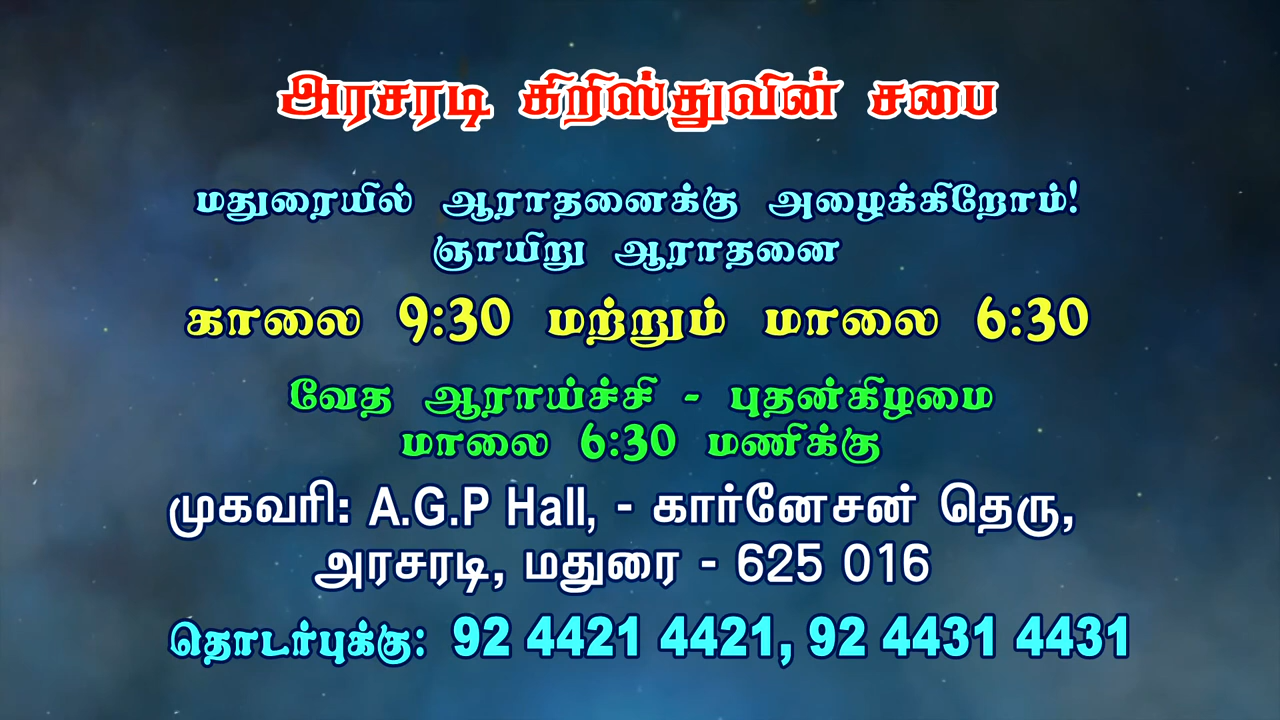 அரசரடி கிறிஸ்துவின் சபை
மதுரையில் ஆராதனைக்கு அழைக்கிறோம்!
ஞாயிறு ஆராதனை
காலை 9:30 மற்றும் மாலை 6:30
வேத ஆராய்ச்சி - புதன்கிழமை
மாலை 6:30 மணிக்கு
முகவரி: A.G.P Hall, - கார்னேசன் தெரு,
அரசரடி, மதுரை - 625 016
தொடர்புக்கு: 92 4421 4421, 92 4431 4431